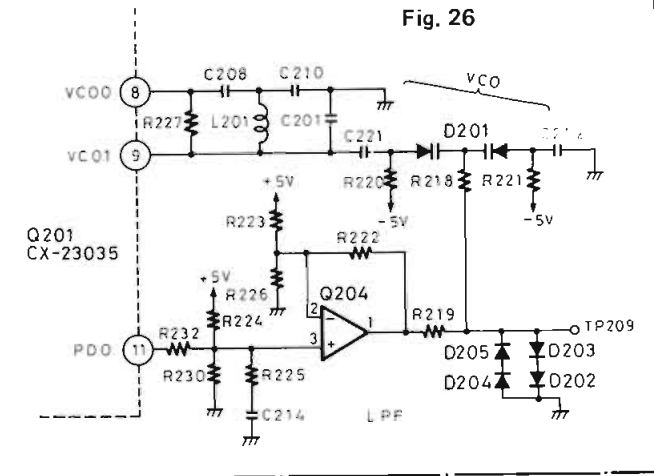 Fig. 26
VCO
VCOO 8
C208 C210
R227 L201 C201
VCO1 9
C221 D201
R220 R218 R221
-5V -5V
+5V
R223
R222
Q201
CX-23035
R226
Q204
+5V
R224
2 -
1
3 +
R219
TP209
PDO 11 R232
R230 R225
D205 D203
D204 D202
C214
LPF